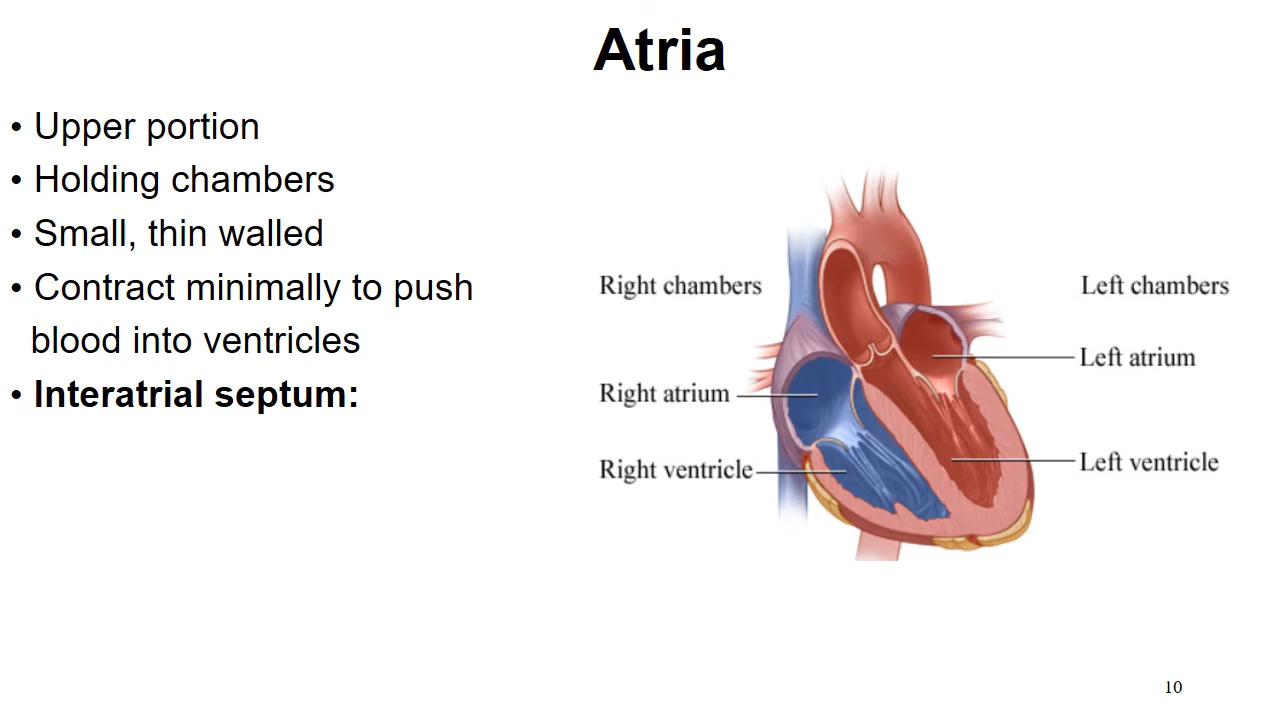 Atria
• Upper portion
• Holding chambers
• Small, thin walled
• Contract minimally to push
blood into ventricles
• Interatrial septum:
Right chambers
Left chambers
Left atrium
Right atrium
Right ventricle
Left ventricle
10